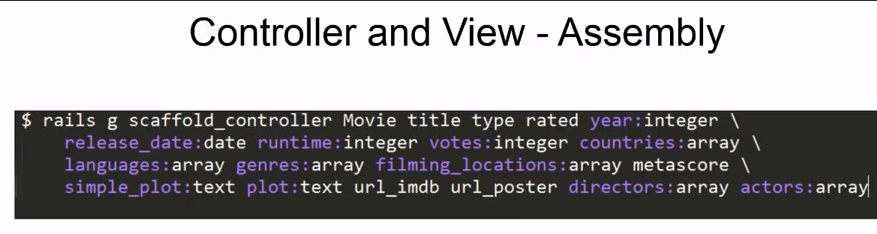 Controller and View - Assembly
$ rails g scaffold_controller Movie title type rated year:integer \
release_date:date runtime:integer votes:integer countries:array \
languages:array genres:array filming_locations:array metascore \
simple_plot:text plot:text url_imdb url_poster directors:array actors:array